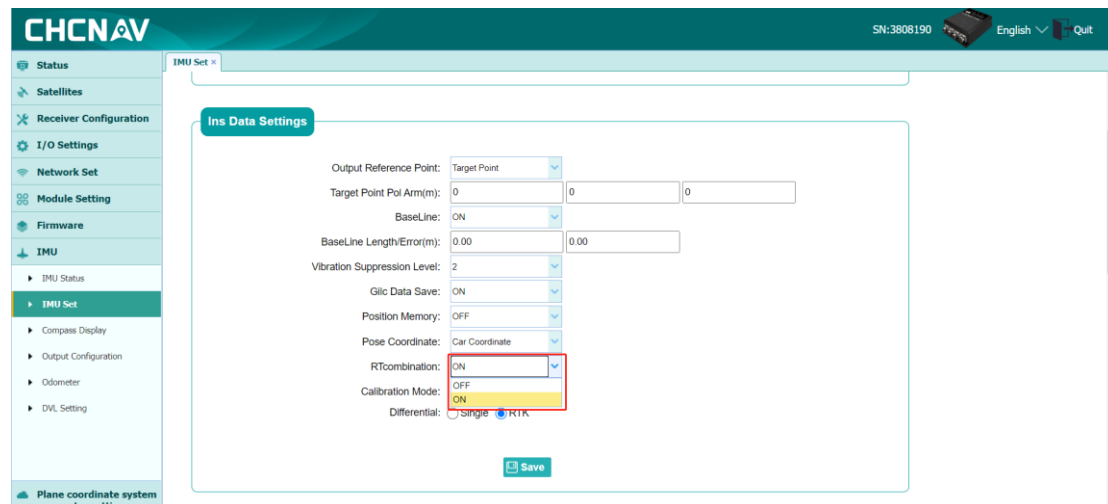 CHCNAV
SN:3808190
English
Quit
Status
Satellites
Receiver Configuration
I/O Settings
Network Set
Module Setting
Firmware
IMU
IMU Status
IMU Set
Compass Display
Output Configuration
Odometer
DVL Setting
Plane coordinate system
IMU Set ×
Ins Data Settings
Output Reference Point: Target Point
Target Point Pol Arm(m): 0 0 0
BaseLine: ON
BaseLine Length/Error(m): 0.00 0.00
Vibration Suppression Level: 2
Gilc Data Save: ON
Position Memory: OFF
Pose Coordinate: Car Coordinate
RTcombination: ON
OFF
ON
Calibration Mode:
Differential: Single RTK
Save